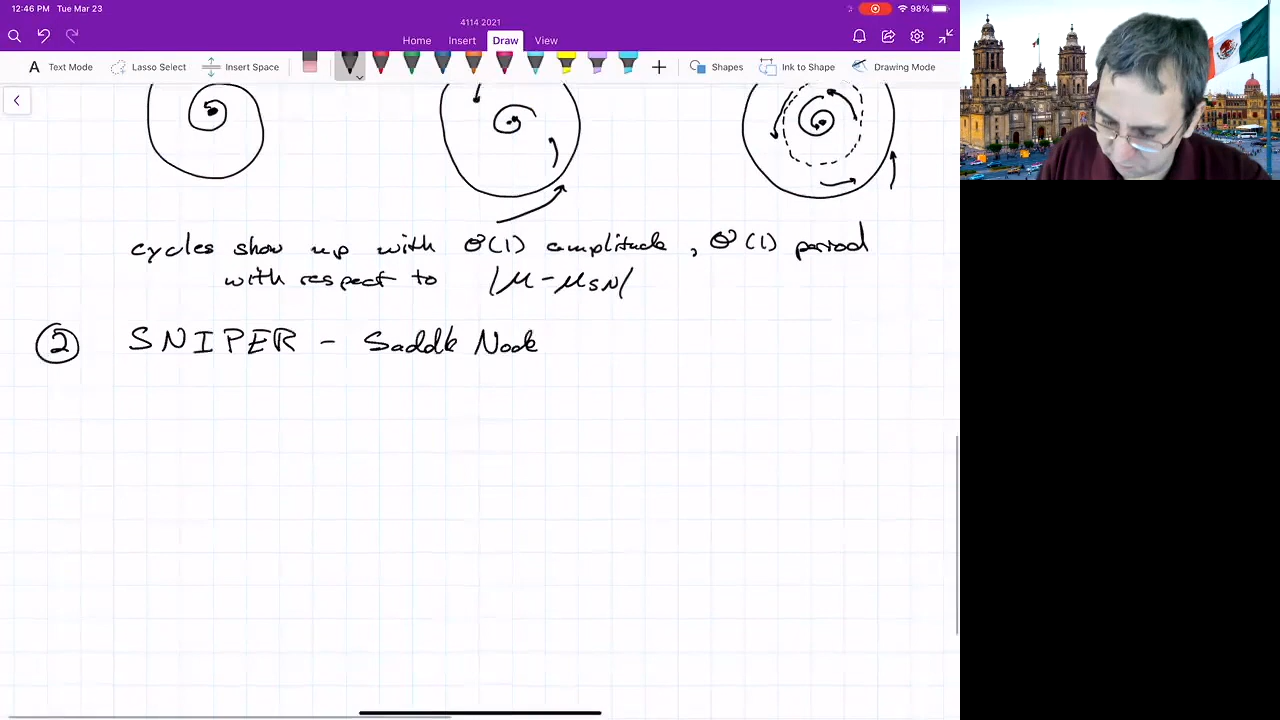 12:46 PM Tue Mar 23
98%
4114 2021
Home Insert Draw View
Text Mode Lasso Select Insert Space Shapes Ink to Shape Drawing Mode
cycles show up with O(1) amplitude, O(1) period
with respect to |μ - μSN|
② SNIPER - Saddle Node